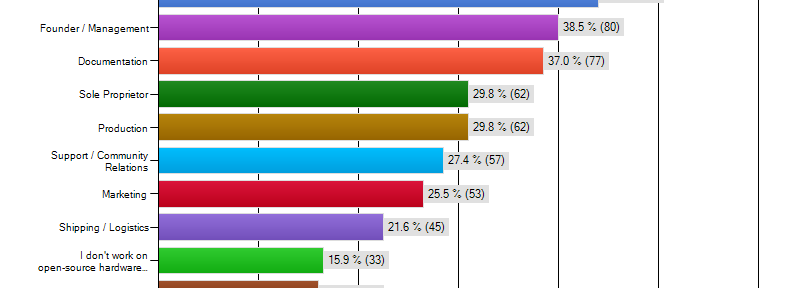 Founder / Management
38.5 % (80)
Documentation
37.0 % (77)
Sole Proprietor
29.8 % (62)
Production
29.8 % (62)
Support / Community
Relations
27.4 % (57)
Marketing
25.5 % (53)
Shipping / Logistics
21.6 % (45)
I don't work on
open-source hardware...
15.9 % (33)